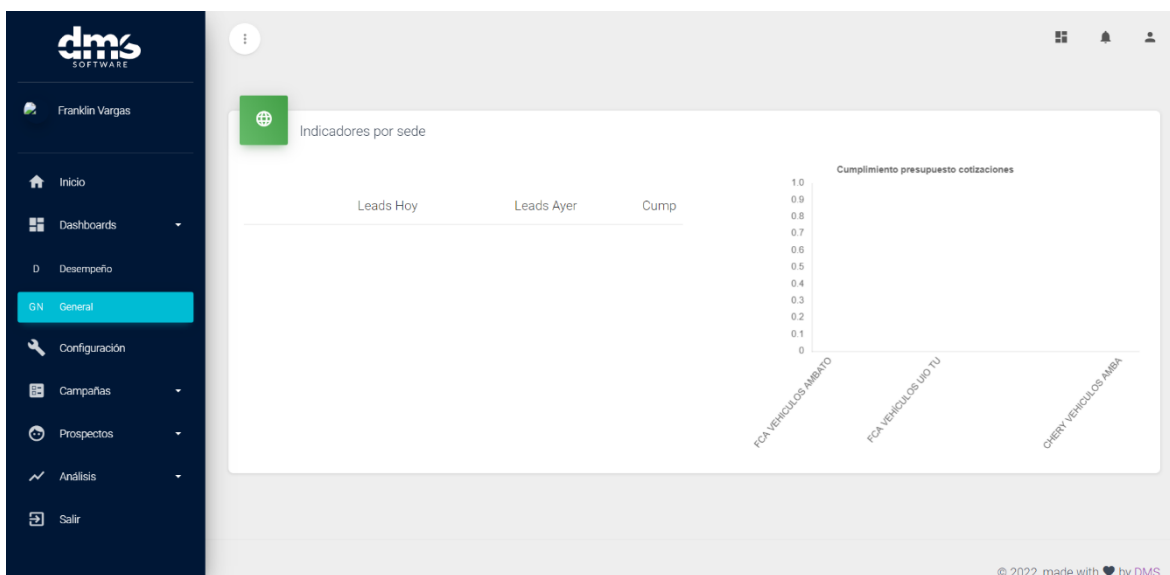 dms
SOFTWARE
Franklin Vargas
Inicio
Dashboards
D Desempeño
GN General
Configuración
Campañas
Prospectos
Análisis
Salir
Indicadores por sede
Leads Hoy Leads Ayer Cump
Cumplimiento presupuesto cotizaciones
1.0
0.9
0.8
0.7
0.6
0.5
0.4
0.3
0.2
0.1
0
FCA VEHICULOS AMBATO
FCA VEHÍCULOS UIO TU
CHERY VEHICULOS AMBA
© 2022, made with by DMS